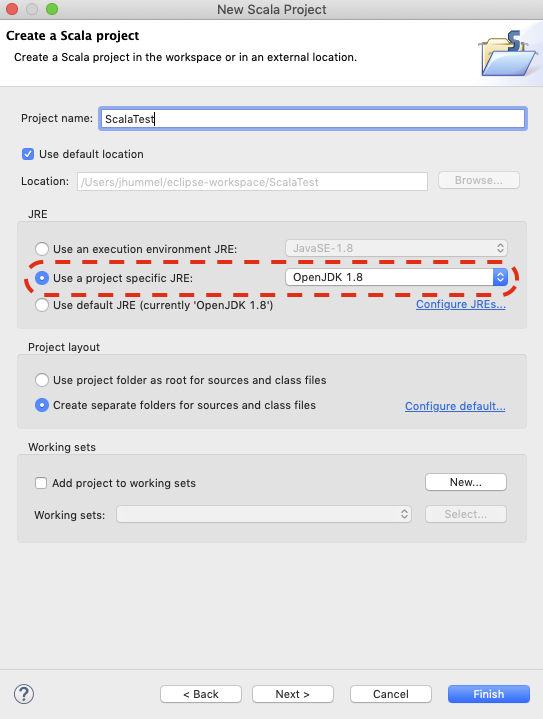 New Scala Project
Create a Scala project
Create a Scala project in the workspace or in an external location.
Project name: ScalaTest
Use default location
Location: /Users/jhummel/eclipse-workspace/ScalaTest Browse...
JRE
Use an execution environment JRE: JavaSE-1.8
Use a project specific JRE: OpenJDK 1.8
Use default JRE (currently 'OpenJDK 1.8') Configure JREs...
Project layout
Use project folder as root for sources and class files
Create separate folders for sources and class files Configure default...
Working sets
Add project to working sets New...
Working sets: Select...
? < Back Next > Cancel Finish